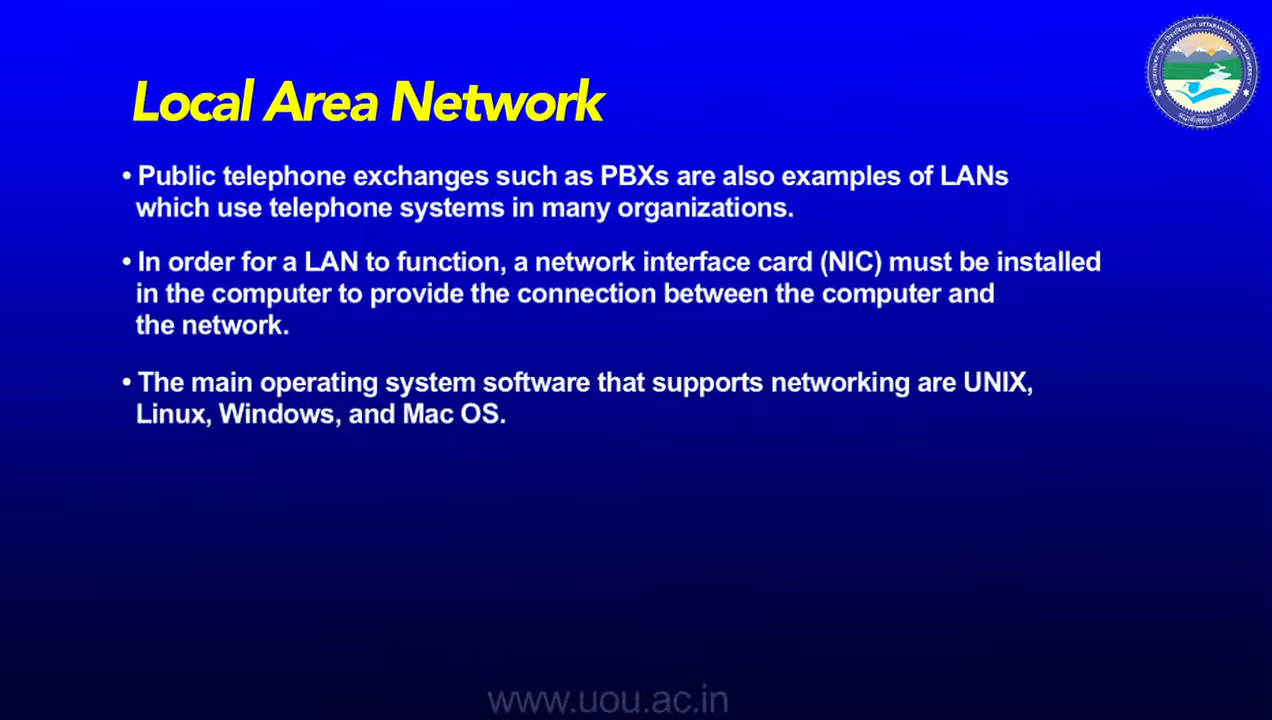 Local Area Network
• Public telephone exchanges such as PBXs are also examples of LANs
which use telephone systems in many organizations.
• In order for a LAN to function, a network interface card (NIC) must be installed
in the computer to provide the connection between the computer and
the network.
• The main operating system software that supports networking are UNIX,
Linux, Windows, and Mac OS.
www.uou.ac.in
UTTARAKHAND OPEN UNIVERSITY